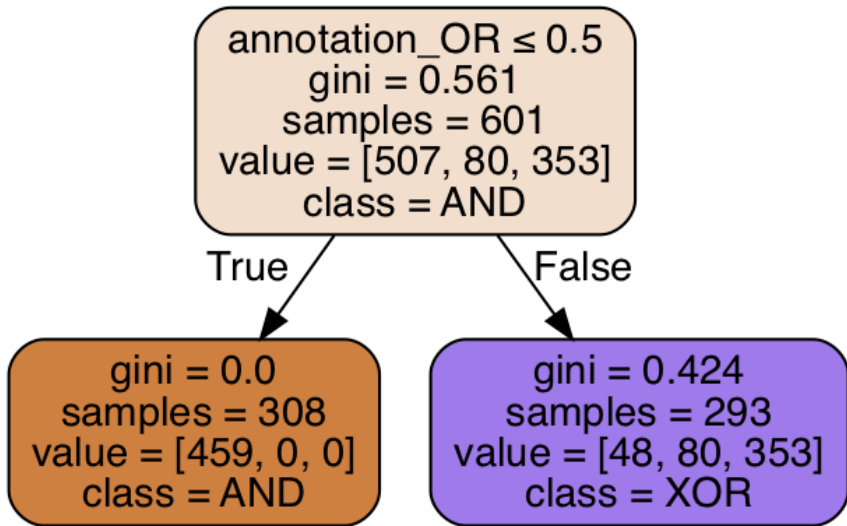 annotation_OR ≤ 0.5
gini = 0.561
samples = 601
value = [507, 80, 353]
class = AND
True
False
gini = 0.0
samples = 308
value = [459, 0, 0]
class = AND
gini = 0.424
samples = 293
value = [48, 80, 353]
class = XOR